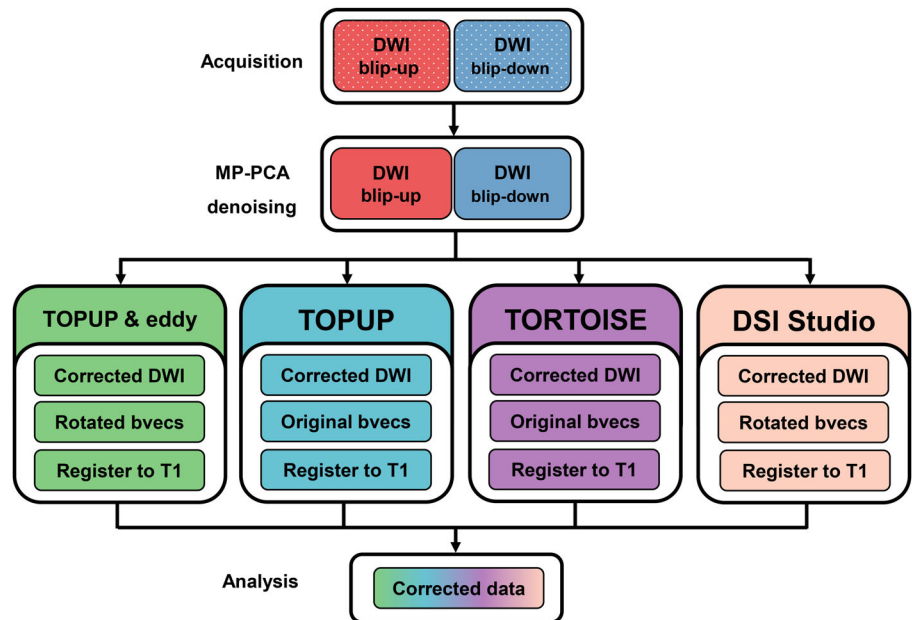 Acquisition
DWI
blip-up
DWI
blip-down
MP-PCA
denoising
DWI
blip-up
DWI
blip-down
TOPUP & eddy
Corrected DWI
Rotated bvecs
Register to T1
TOPUP
Corrected DWI
Original bvecs
Register to T1
TORTOISE
Corrected DWI
Original bvecs
Register to T1
DSI Studio
Corrected DWI
Rotated bvecs
Register to T1
Analysis
Corrected data